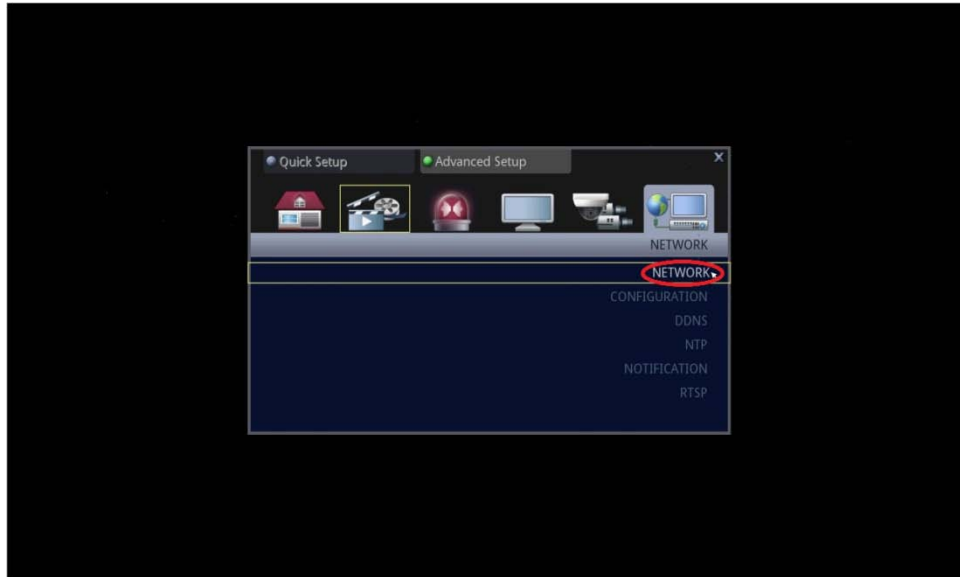 Quick Setup
Advanced Setup
X
NETWORK
NETWORK
CONFIGURATION
DDNS
NTP
NOTIFICATION
RTSP